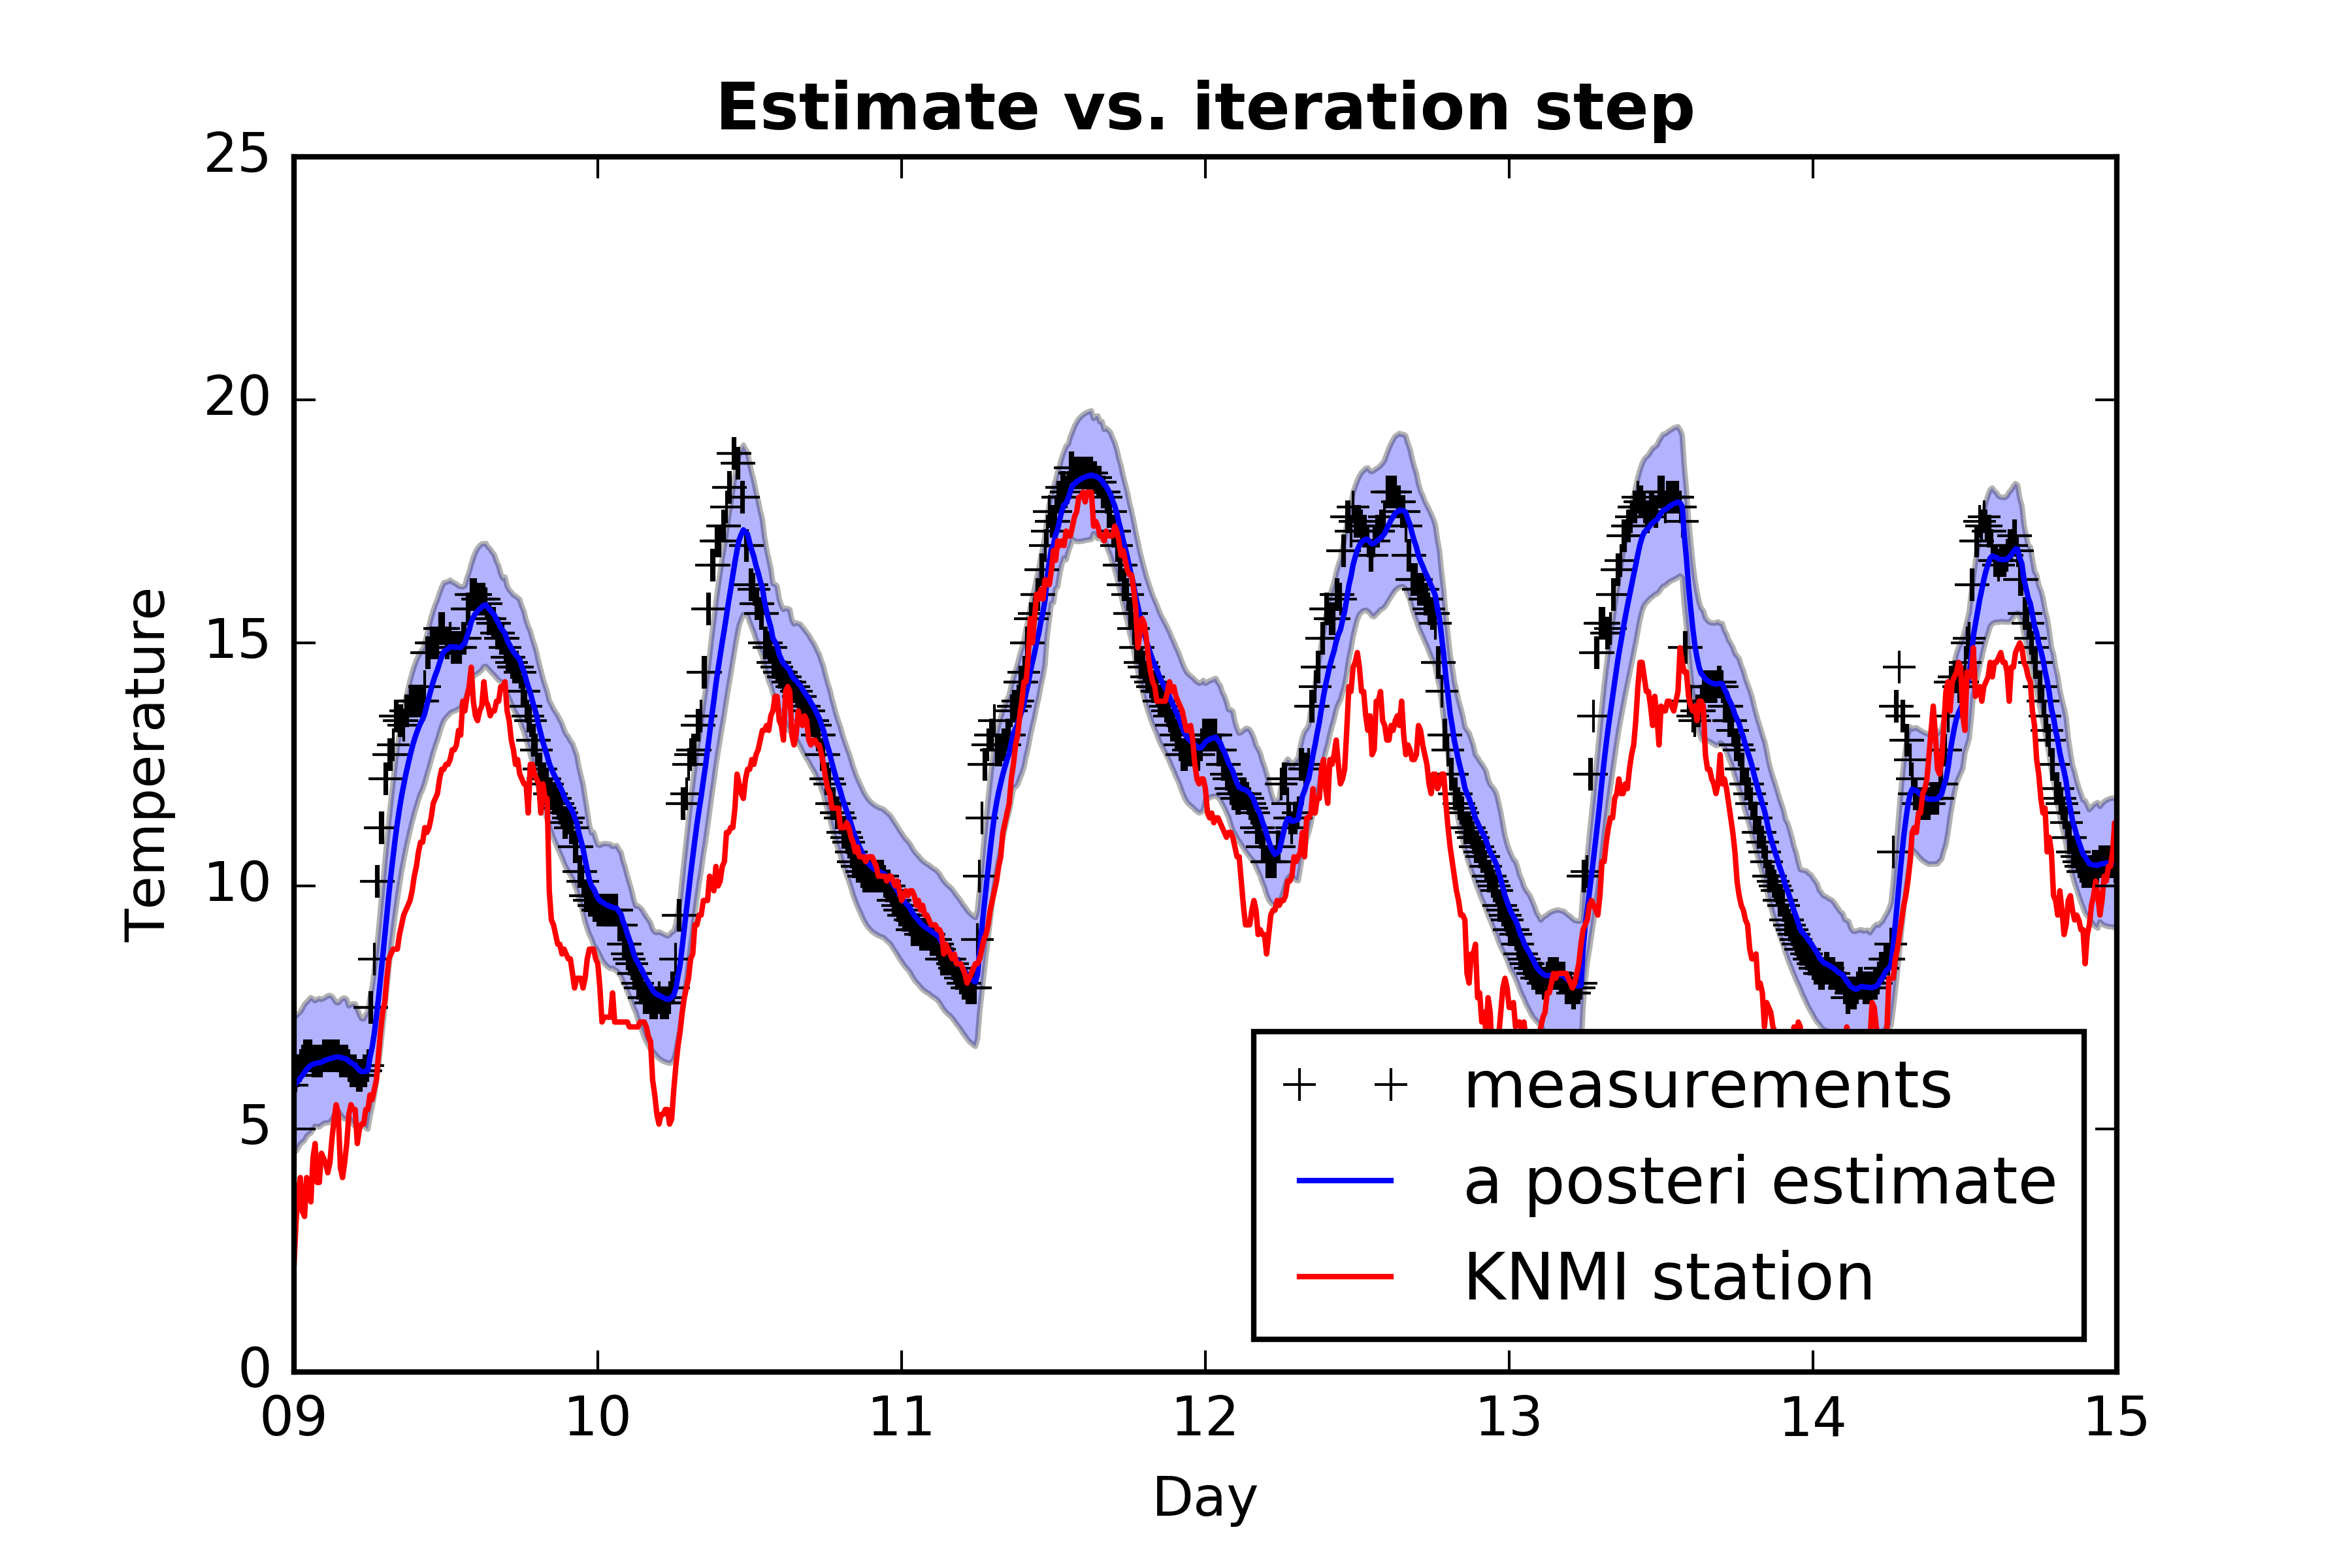 Estimate vs. iteration step
25
20
15
10
5
0
Temperature
measurements
a posteri estimate
KNMI station
09 10 11 12 13 14 15
Day